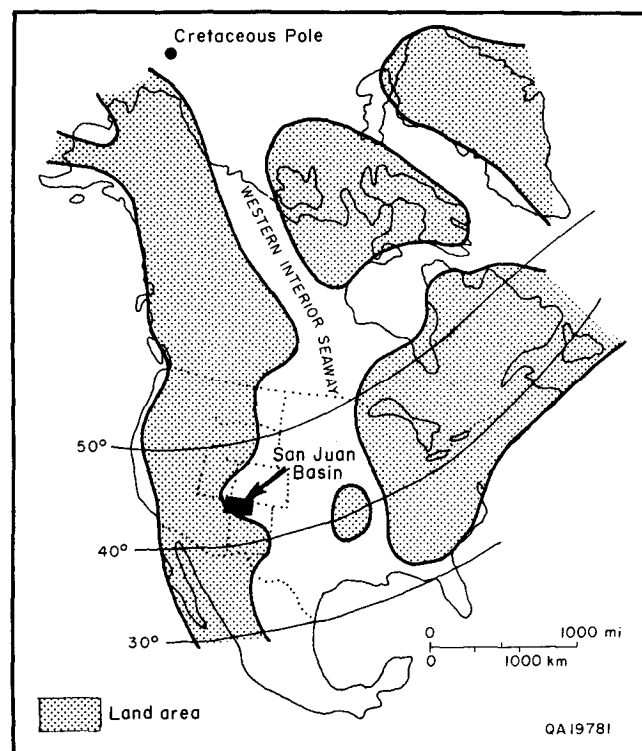 Cretaceous Pole
WESTERN INTERIOR SEAWAY
50°
San Juan
Basin
40°
30°
0 1000 mi
0 1000 km
Land area
QA19781